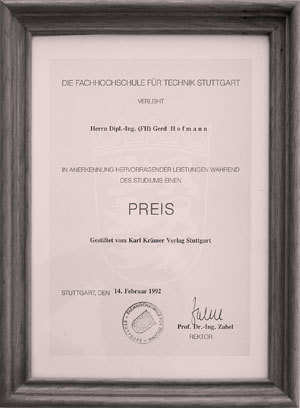 DIE FACHHOCHSCHULE FÜR TECHNIK STUTTGART
VERLEIHT
Herrn Dipl.-Ing. (FH) Gerd Hofmann
IN ANERKENNUNG HERVORRAGENDER LEISTUNGEN WÄHREND
DES STUDIUMS EINEN
PREIS
Gestiftet vom Karl Krämer Verlag Stuttgart
STUTTGART, DEN 14. Februar 1992
Prof. Dr.-Ing. Zabel
REKTOR